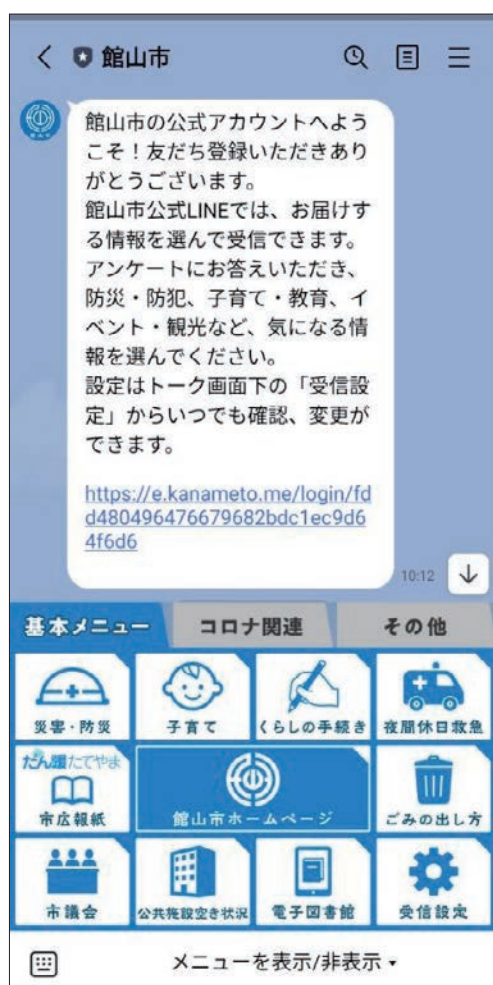 館山市
館山市の公式アカウントへよう
こそ！友だち登録いただきあり
がとうございます。
館山市公式LINEでは、お届けす
る情報を選んで受信できます。
アンケートにお答えいただき、
防災・防犯、子育て・教育、イ
ベント・観光など、気になる情
報を選んでください。
設定はトーク画面下の「受信設
定」からいつでも確認、変更が
できます。
https://e.kanameto.me/login/fd
d480496476679682bdc1ec9d6
4f6d6
10:12
基本メニュー
コロナ関連
その他
災害・防災
子育て
くらしの手続き
夜間休日救急
だん暖たてやま
市広報紙
館山市ホームページ
ごみの出し方
市議会
公共施設空き状況
電子図書館
受信設定
メニューを表示/非表示